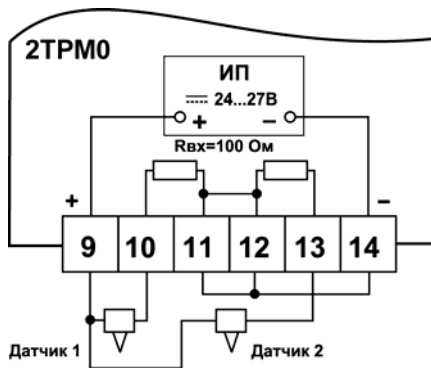 2ТРМ0
ИП
24...27В
+ −
Rвх=100 Ом
+ −
9 10 11 12 13 14
Датчик 1 Датчик 2